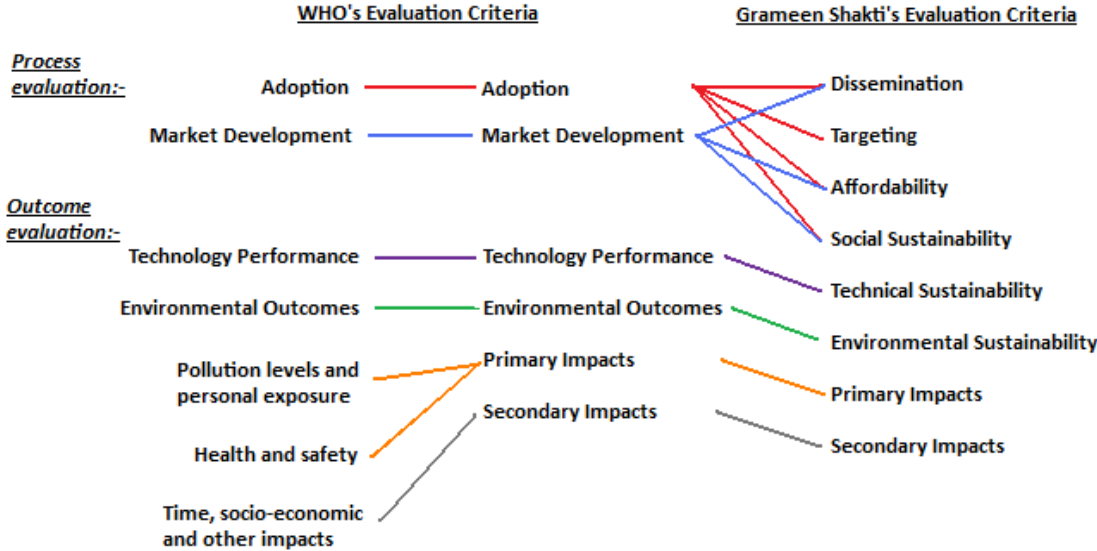 WHO's Evaluation Criteria
Grameen Shakti's Evaluation Criteria
Process
evaluation:-
Adoption
Adoption
Dissemination
Market Development
Market Development
Targeting
Affordability
Outcome
evaluation:-
Social Sustainability
Technology Performance
Technology Performance
Technical Sustainability
Environmental Outcomes
Environmental Outcomes
Environmental Sustainability
Pollution levels and
personal exposure
Primary Impacts
Primary Impacts
Secondary Impacts
Secondary Impacts
Health and safety
Time, socio-economic
and other impacts